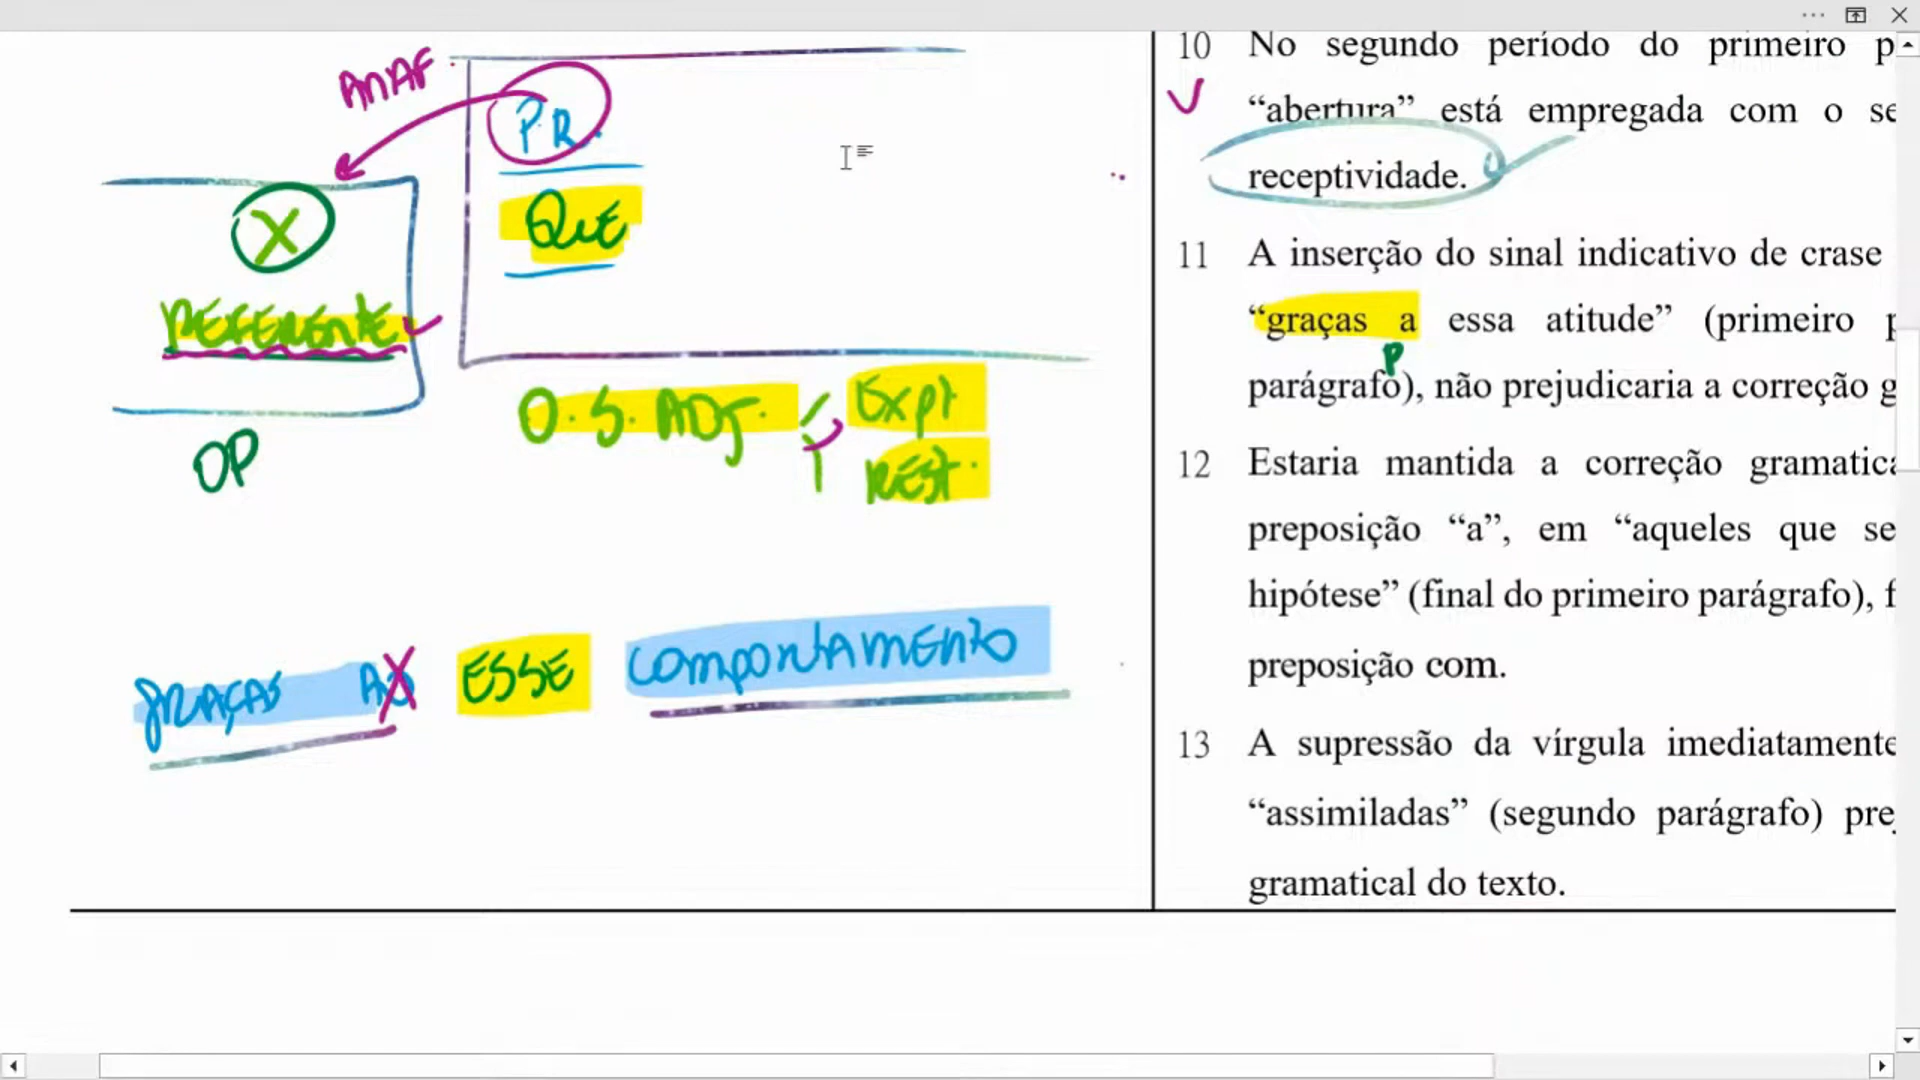 ANAF
P.R.
X
QUE
REFERENTE
O.S. ADJ.
EXPL
REST.
OP
GRAÇAS AO ESSE COMPORTAMENTO
10 No segundo período do primeiro p
“abertura” está empregada com o se
receptividade.
11 A inserção do sinal indicativo de crase
“graças a essa atitude” (primeiro p
P
parágrafo), não prejudicaria a correção g
12 Estaria mantida a correção gramatica
preposição “a”, em “aqueles que se
hipótese” (final do primeiro parágrafo), f
preposição com.
13 A supressão da vírgula imediatamente
“assimiladas” (segundo parágrafo) prej
gramatical do texto.